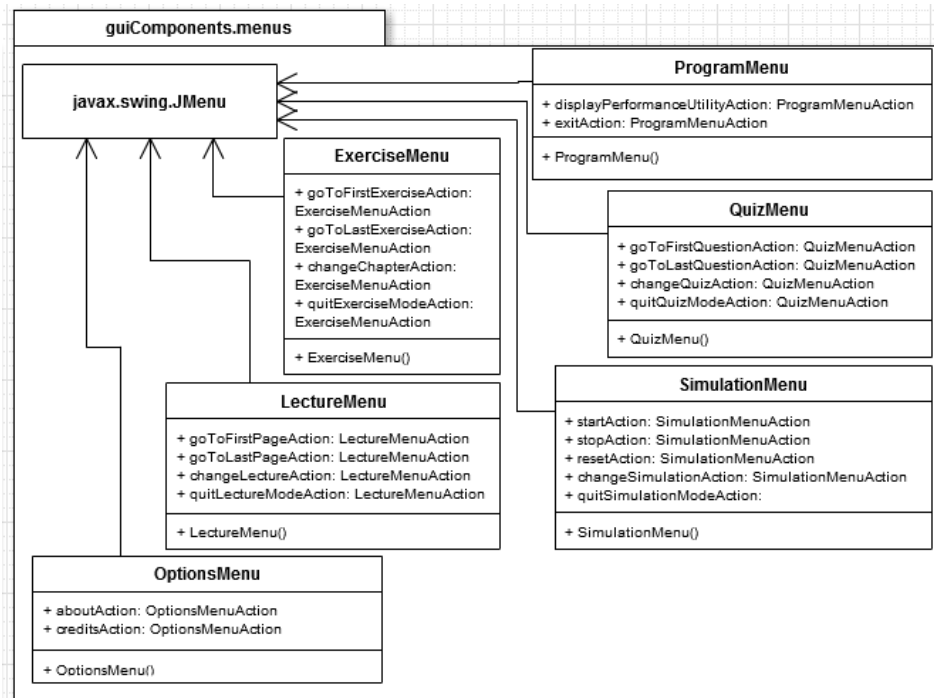 guiComponents.menus
javax.swing.JMenu
ProgramMenu
+ displayPerformanceUtilityAction: ProgramMenuAction
+ exitAction: ProgramMenuAction
+ ProgramMenu()
ExerciseMenu
+ goToFirstExerciseAction:
ExerciseMenuAction
+ goToLastExerciseAction:
ExerciseMenuAction
+ changeChapterAction:
ExerciseMenuAction
+ quitExerciseModeAction:
ExerciseMenuAction
+ ExerciseMenu()
QuizMenu
+ goToFirstQuestionAction: QuizMenuAction
+ goToLastQuestionAction: QuizMenuAction
+ changeQuizAction: QuizMenuAction
+ quitQuizModeAction: QuizMenuAction
+ QuizMenu()
LectureMenu
+ goToFirstPageAction: LectureMenuAction
+ goToLastPageAction: LectureMenuAction
+ changeLectureAction: LectureMenuAction
+ quitLectureModeAction: LectureMenuAction
+ LectureMenu()
SimulationMenu
+ startAction: SimulationMenuAction
+ stopAction: SimulationMenuAction
+ resetAction: SimulationMenuAction
+ changeSimulationAction: SimulationMenuAction
+ quitSimulationModeAction:
+ SimulationMenu()
OptionsMenu
+ aboutAction: OptionsMenuAction
+ creditsAction: OptionsMenuAction
+ OptionsMenu()